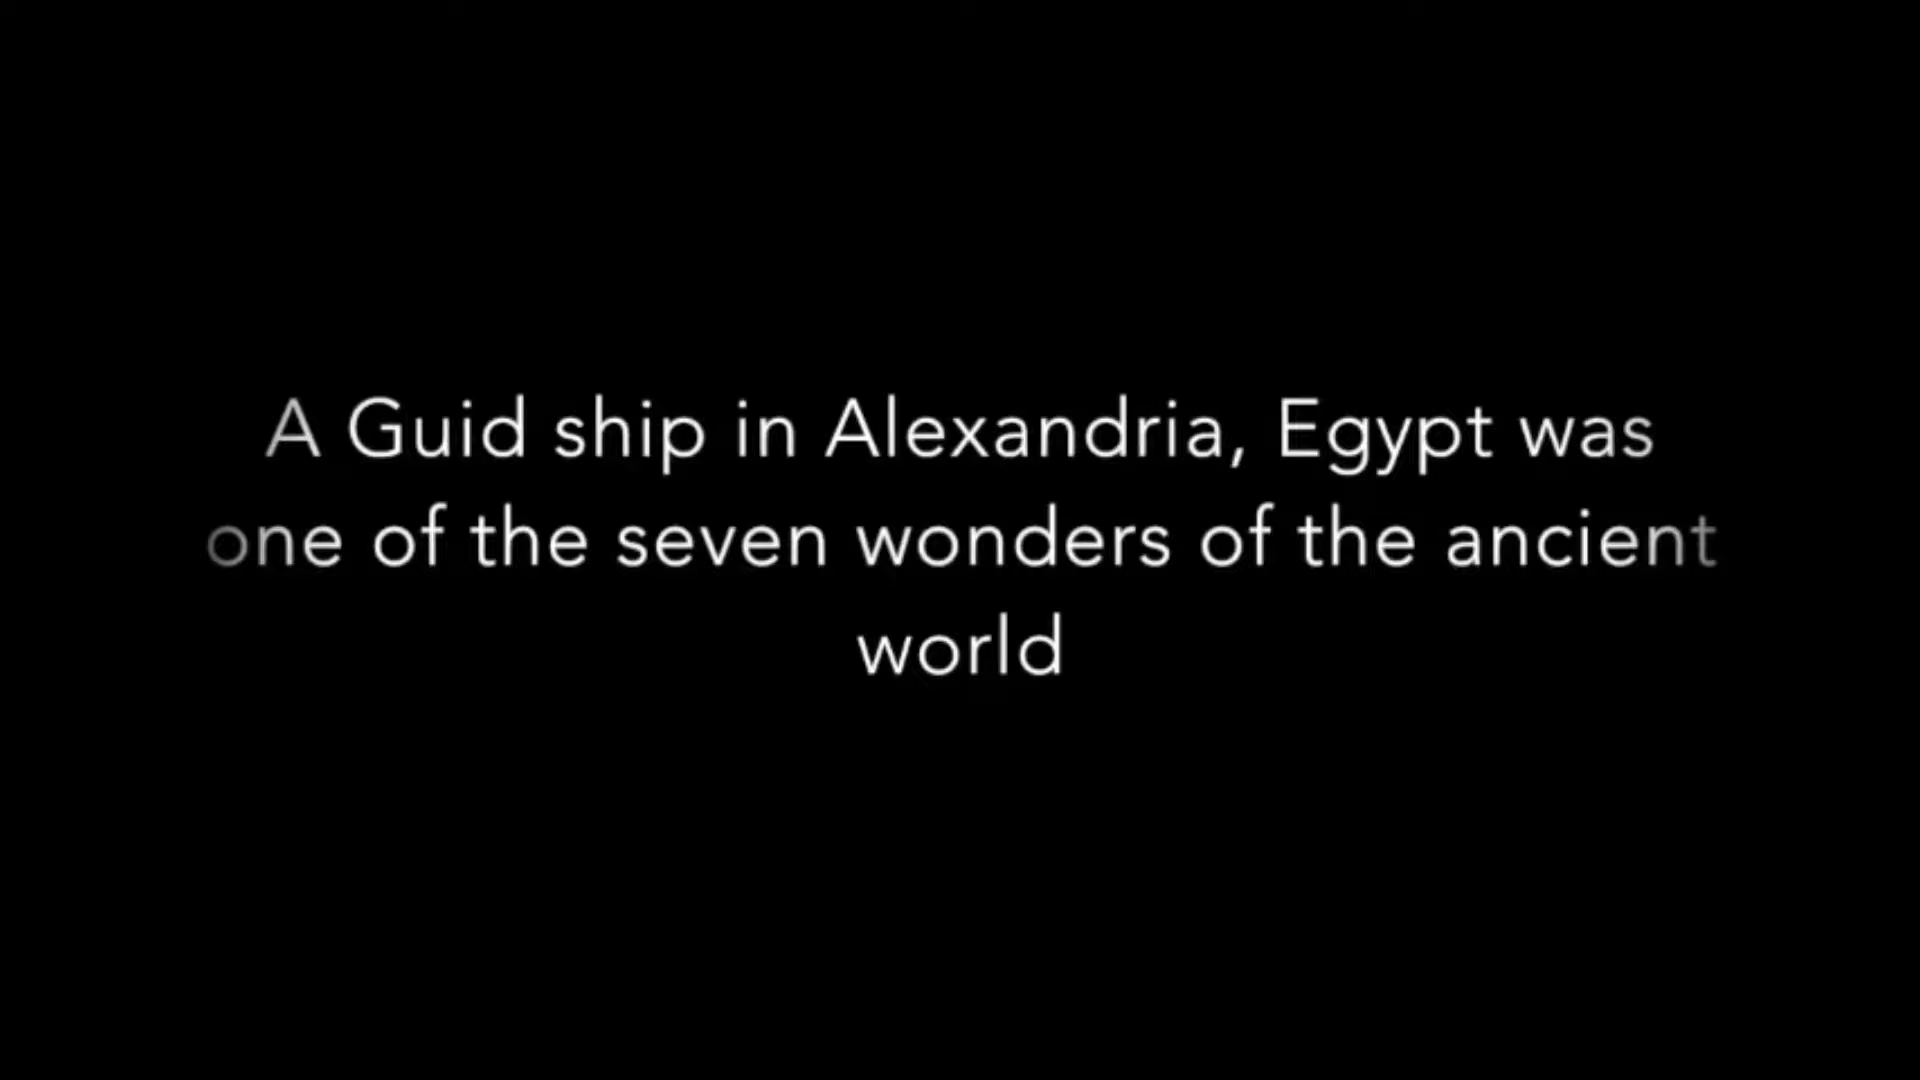 A Guid ship in Alexandria, Egypt was
one of the seven wonders of the ancient
world